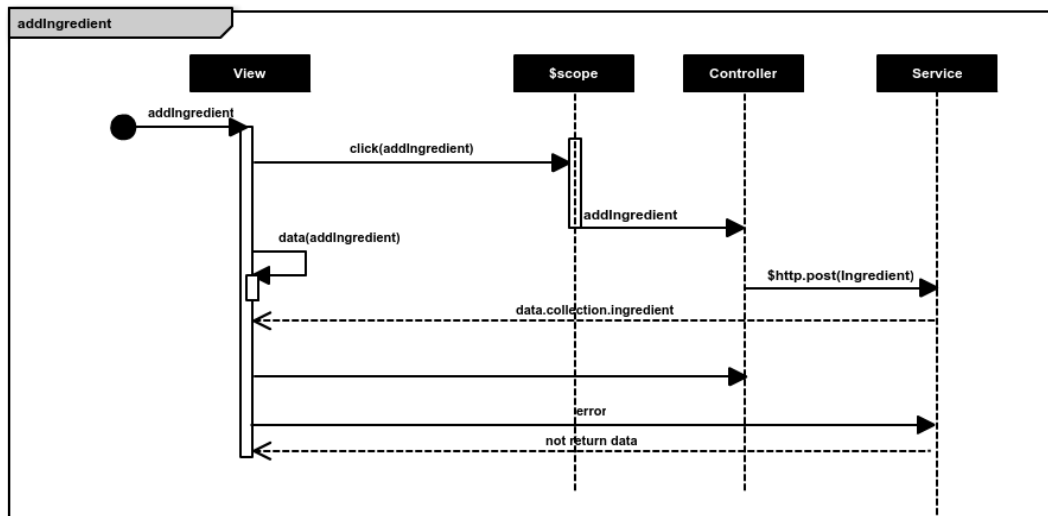 addIngredient
View
$scope
Controller
Service
addIngredient
click(addIngredient)
addIngredient
data(addIngredient)
$http.post(Ingredient)
data.collection.ingredient
error
not return data